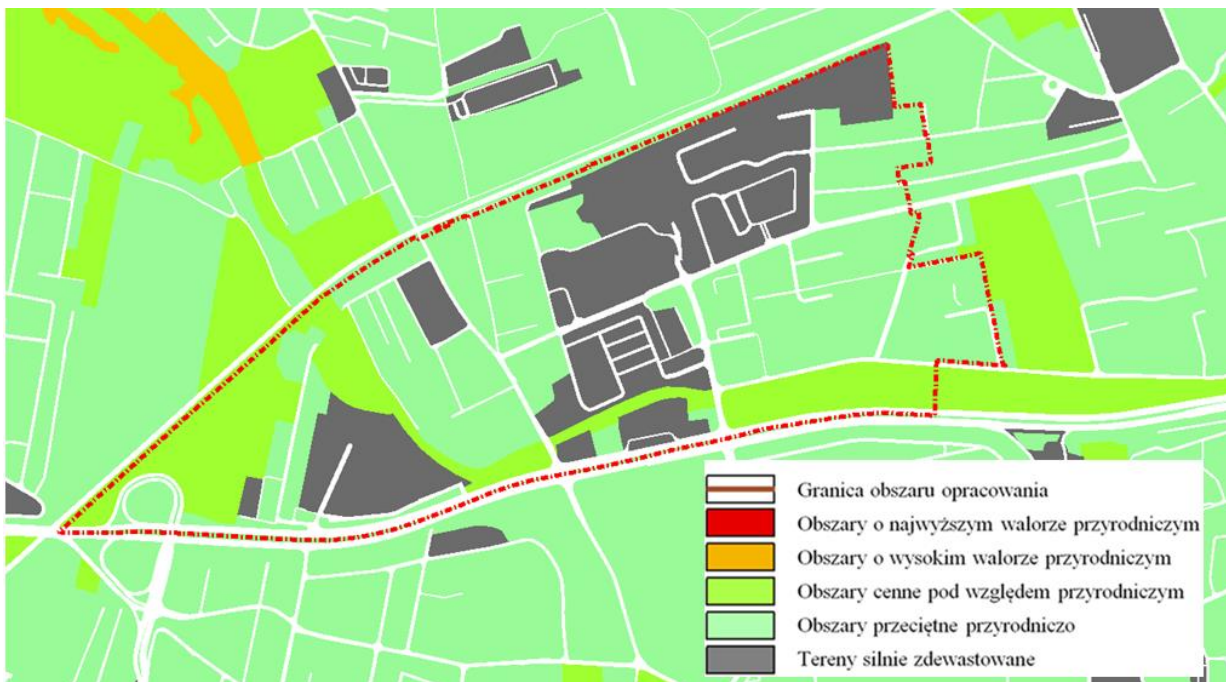 Granica obszaru opracowania
Obszary o najwyższym walorze przyrodniczym
Obszary o wysokim walorze przyrodniczym
Obszary cenne pod względem przyrodniczym
Obszary przeciętne przyrodniczo
Tereny silnie zdewastowane